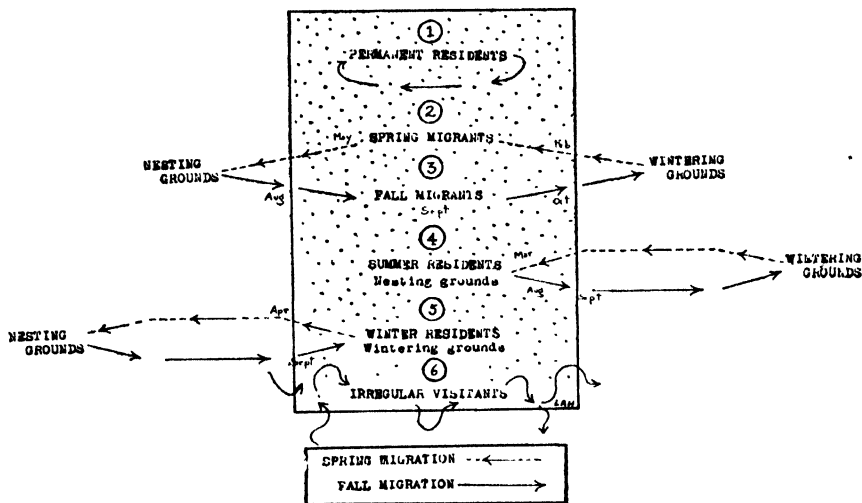 1
PERMANENT RESIDENTS
2
May
SPRING MIGRANTS
Feb
NESTING
GROUNDS
WINTERING
GROUNDS
3
Aug
FALL MIGRANTS
Oct
Sept
4
Mar
SUMMER RESIDENTS
Nesting grounds
WILTERING
GROUNDS
Aug
Sept
5
Apr
NESTING
GROUNDS
WINTER RESIDENTS
Wintering grounds
Sept
6
IRREGULAR VISITANTS
LAH
SPRING MIGRATION
FALL MIGRATION